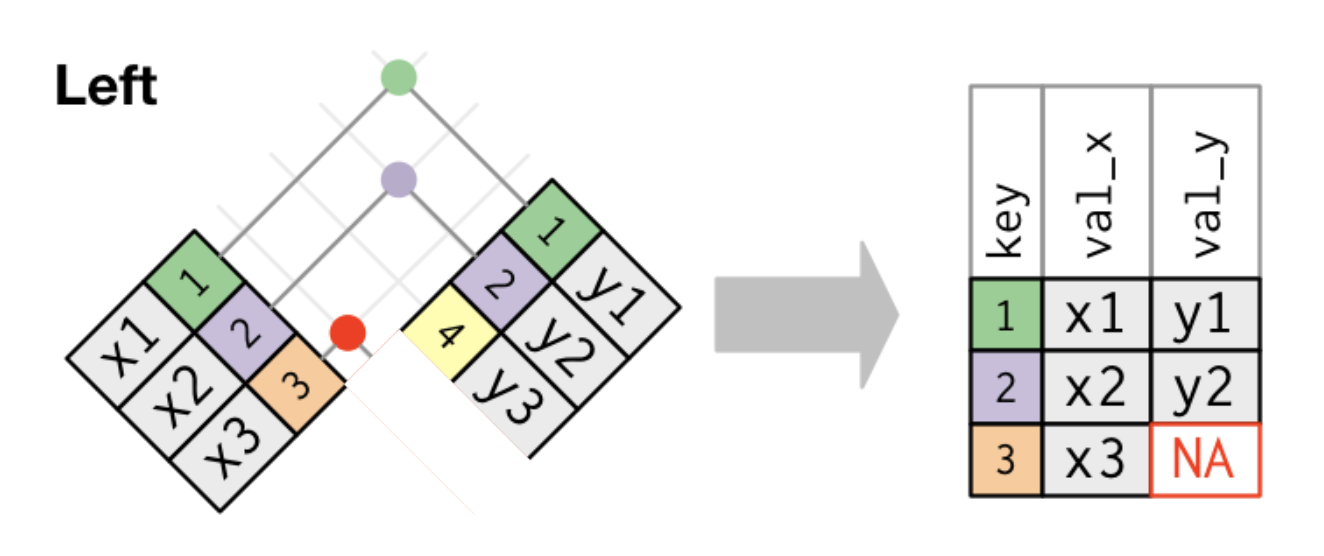 Left
1
x1
2
x2
3
x3
1
y1
2
y2
4
y3
key val_x val_y
1 x1 y1
2 x2 y2
3 x3 NA